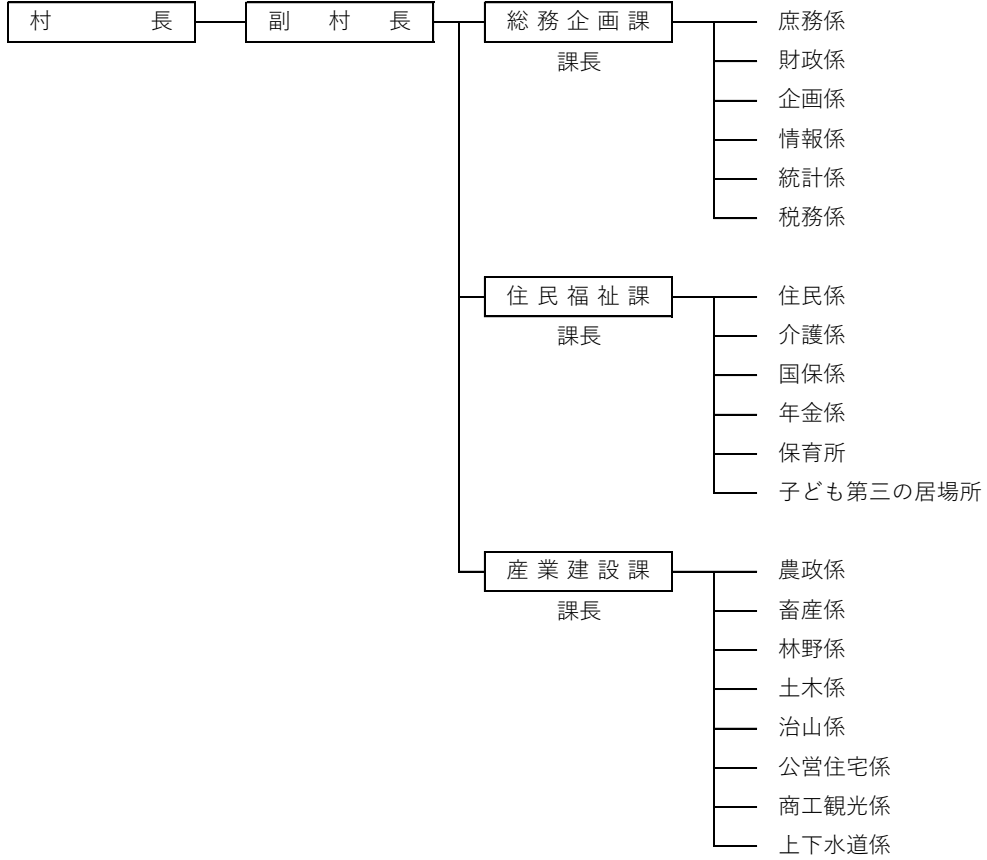 村長 副村長 総務企画課 庶務係
課長 財政係
企画係
情報係
統計係
税務係
住民福祉課 住民係
課長 介護係
国保係
年金係
保育所
子ども第三の居場所
産業建設課 農政係
課長 畜産係
林野係
土木係
治山係
公営住宅係
商工観光係
上下水道係